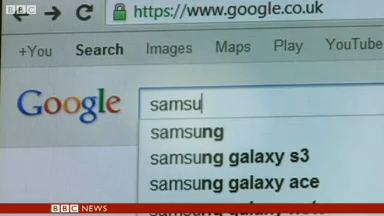 BBC
https://www.google.co.uk
+You Search Images Maps Play YouTube
Google samsu
samsung
samsung galaxy s3
samsung galaxy ace
BBC NEWS